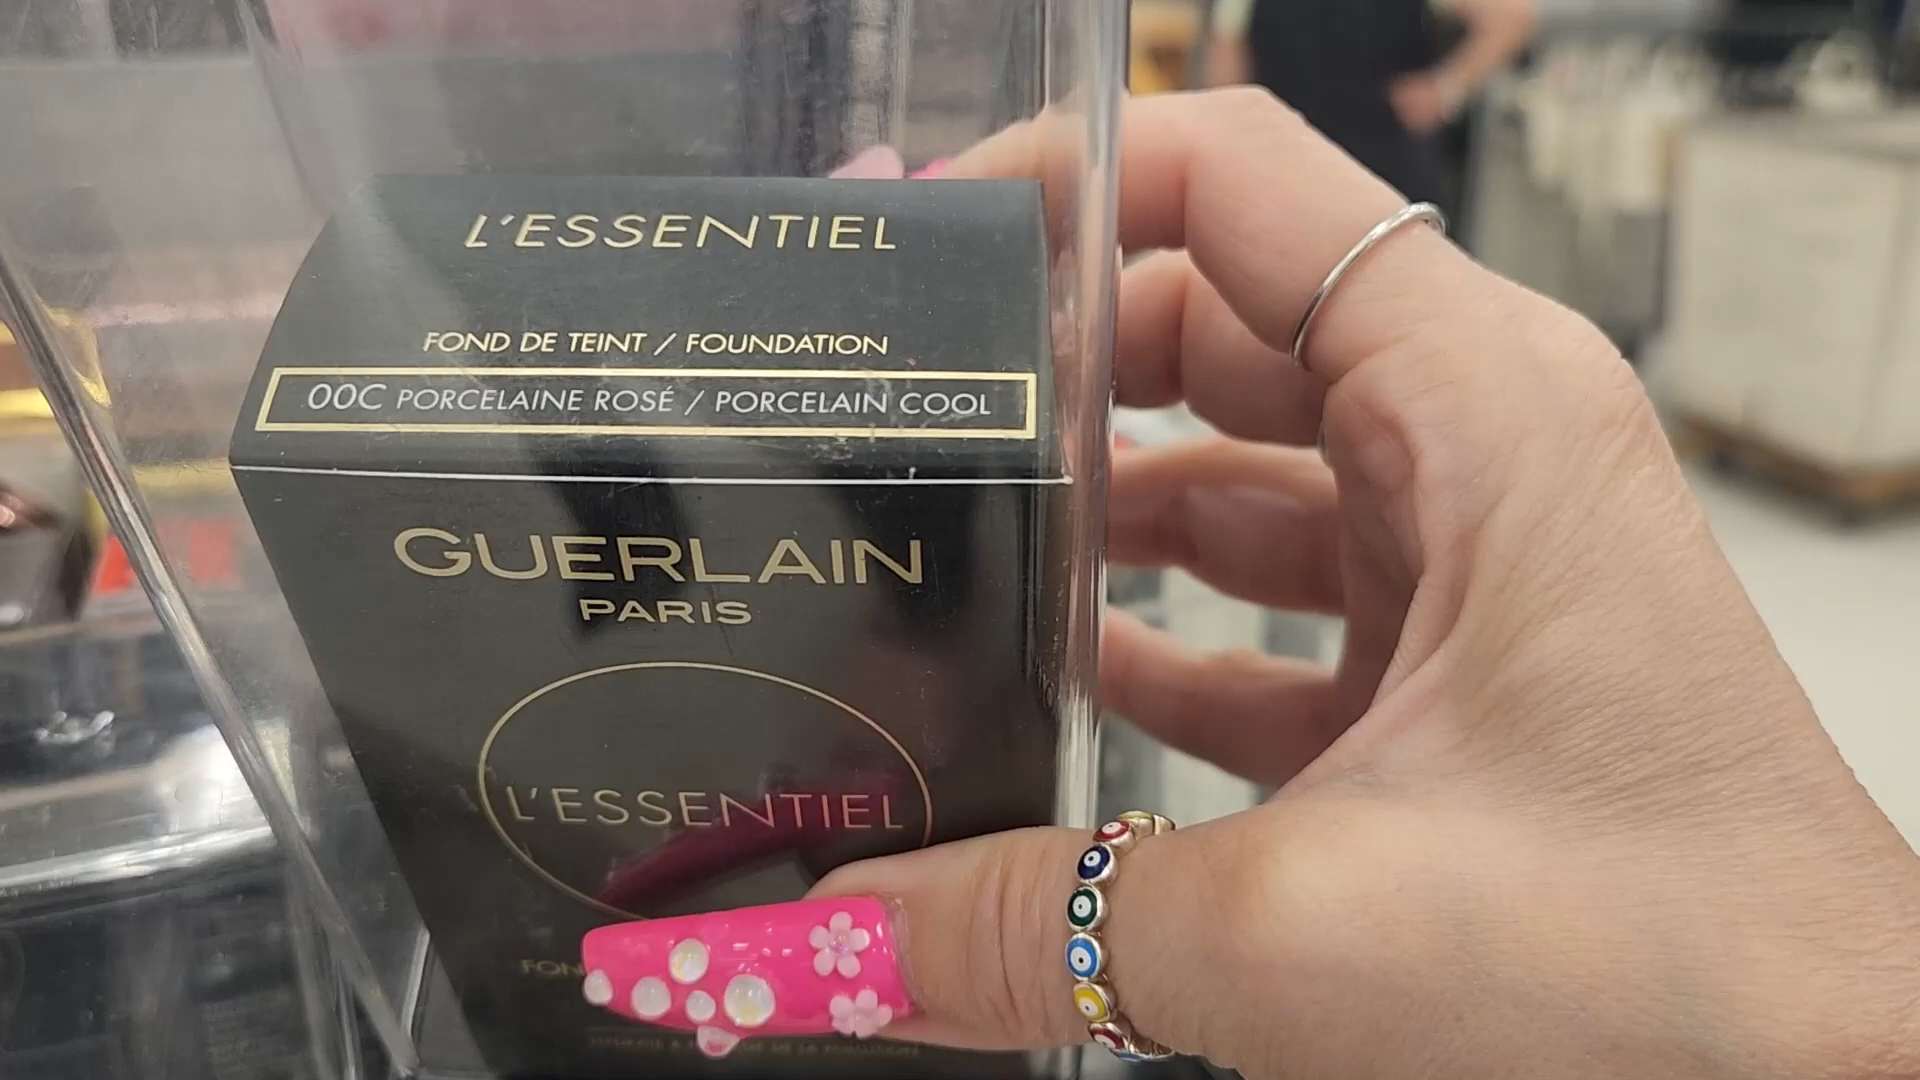 L'ESSENTIEL
FOND DE TEINT / FOUNDATION
00C PORCELAINE ROSÉ / PORCELAIN COOL
GUERLAIN
PARIS
L'ESSENTIEL